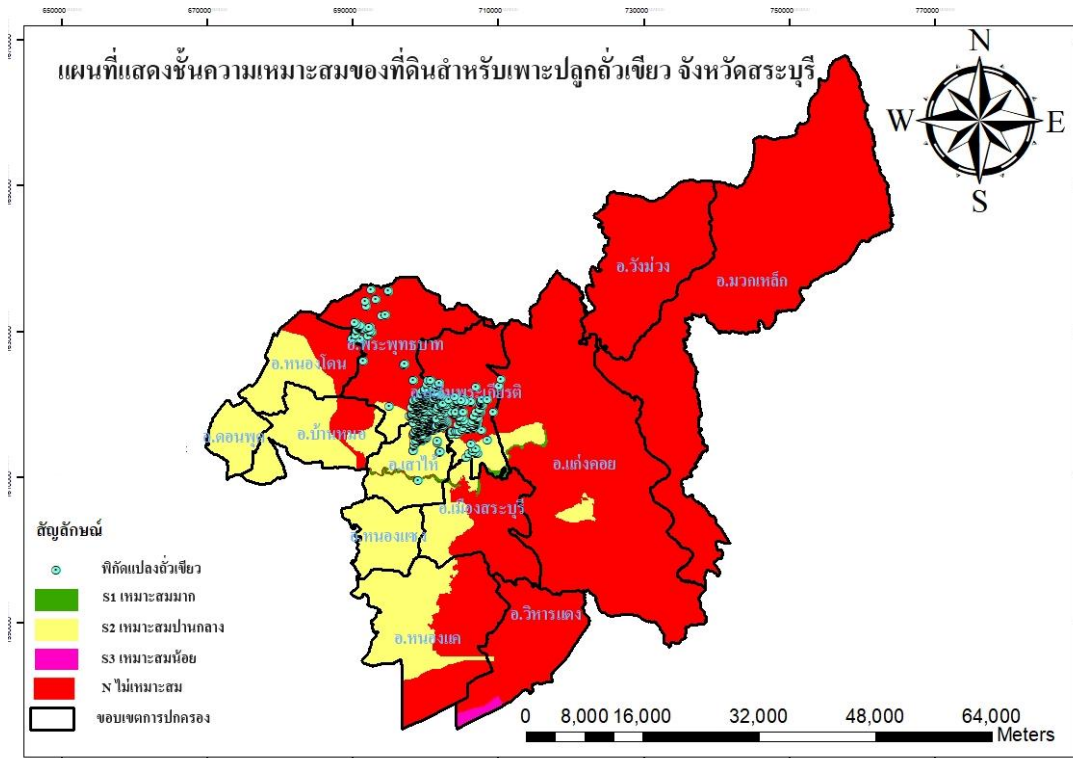 650000 670000 690000 710000 730000 750000 770000
แผนที่แสดงชั้นความเหมาะสมของที่ดินสำหรับเพาะปลูกถั่วเขียว จังหวัดสระบุรี
N
W E
S
อ.วังม่วง
อ.มวกเหล็ก
อ.พระพุทธบาท
อ.หนองโดน
อ.ดอนพุด
อ.บ้านหมอ
อ.เสาไห้
อ.แก่งคอย
อ.เมืองสระบุรี
อ.หนองแซง
อ.วิหารแดง
อ.หนองแค
สัญลักษณ์
พิกัดแปลงถั่วเขียว
S1 เหมาะสมมาก
S2 เหมาะสมปานกลาง
S3 เหมาะสมน้อย
N ไม่เหมาะสม
ขอบเขตการปกครอง
0 8,000 16,000 32,000 48,000 64,000
Meters